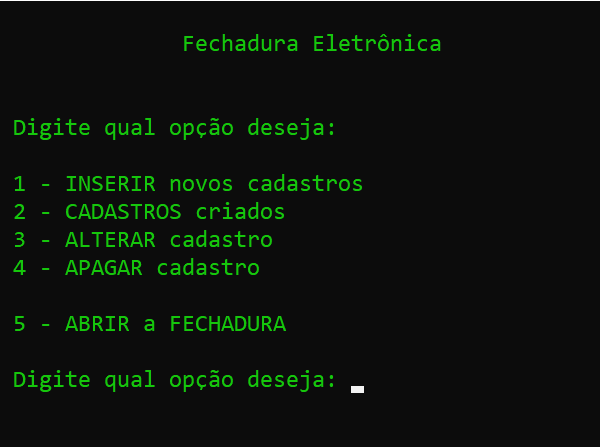 Fechadura Eletrônica
Digite qual opção deseja:
1 - INSERIR novos cadastros
2 - CADASTROS criados
3 - ALTERAR cadastro
4 - APAGAR cadastro
5 - ABRIR a FECHADURA
Digite qual opção deseja: